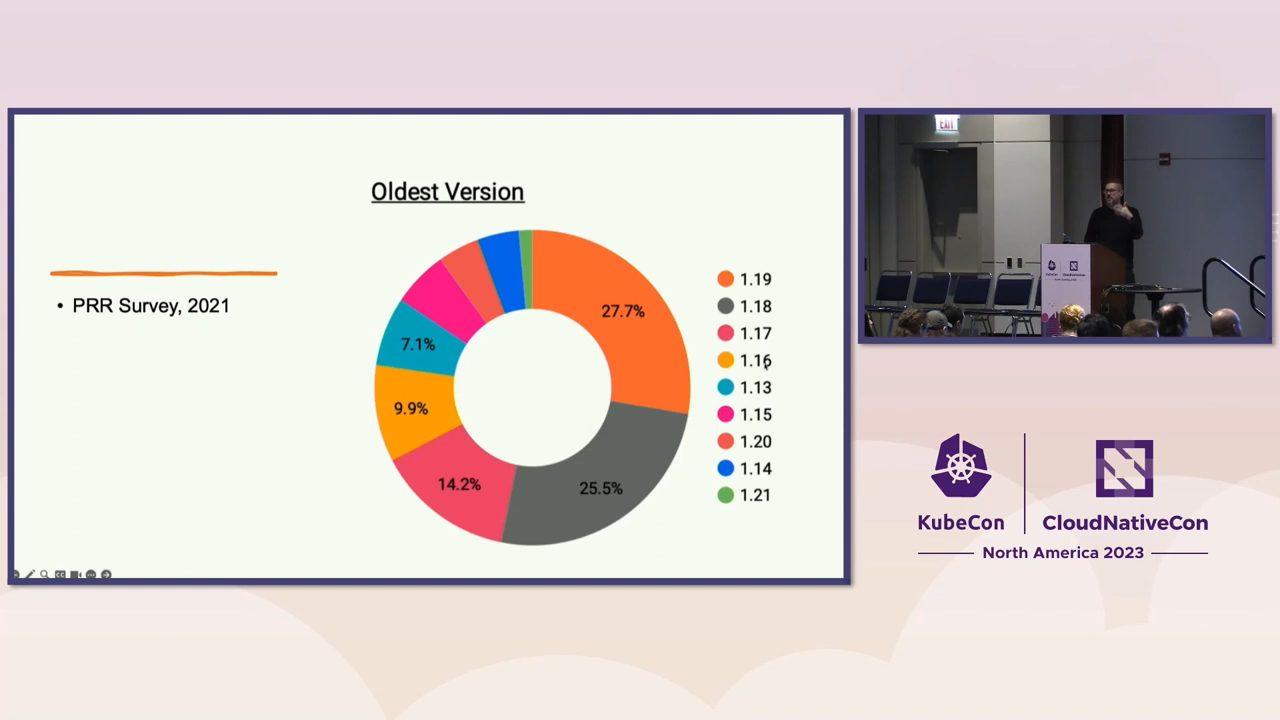 Oldest Version
PRR Survey, 2021
27.7%
25.5%
14.2%
9.9%
7.1%
1.19
1.18
1.17
1.16
1.13
1.15
1.20
1.14
1.21
EXIT
KubeCon
CloudNativeCon
North America 2023